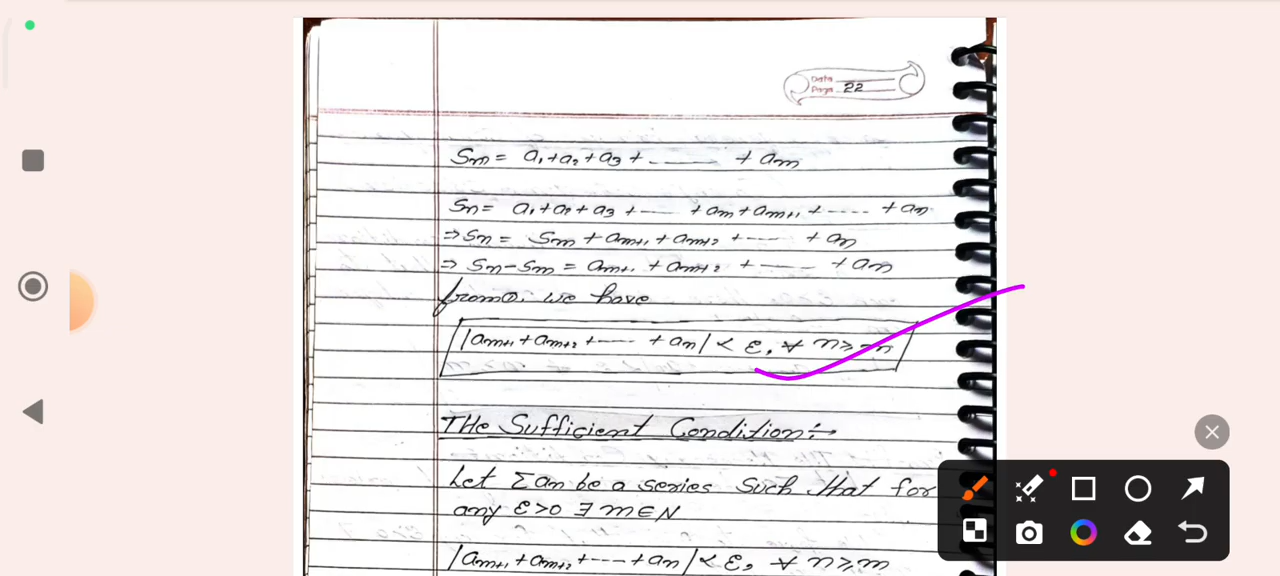 Date
Page 22
Sm = a1+a2+a3+ ...... + am
Sn = a1+a2+a3+ ...... + am+am+1+ ...... + an
⇒ Sn = Sm + am+1 + am+2 + ...... + an
⇒ Sn-Sm = am+1 + am+2 + ...... + an
from①, we have
|am+1+am+2+ ...... + an| < ε, ∀ n≥m
THe Sufficient Condition:→
Let Σan be a series Such that for
any ε>0 ∃ m∈N
|am+1+am+2+ ...... +an| < ε, ∀ n≥m